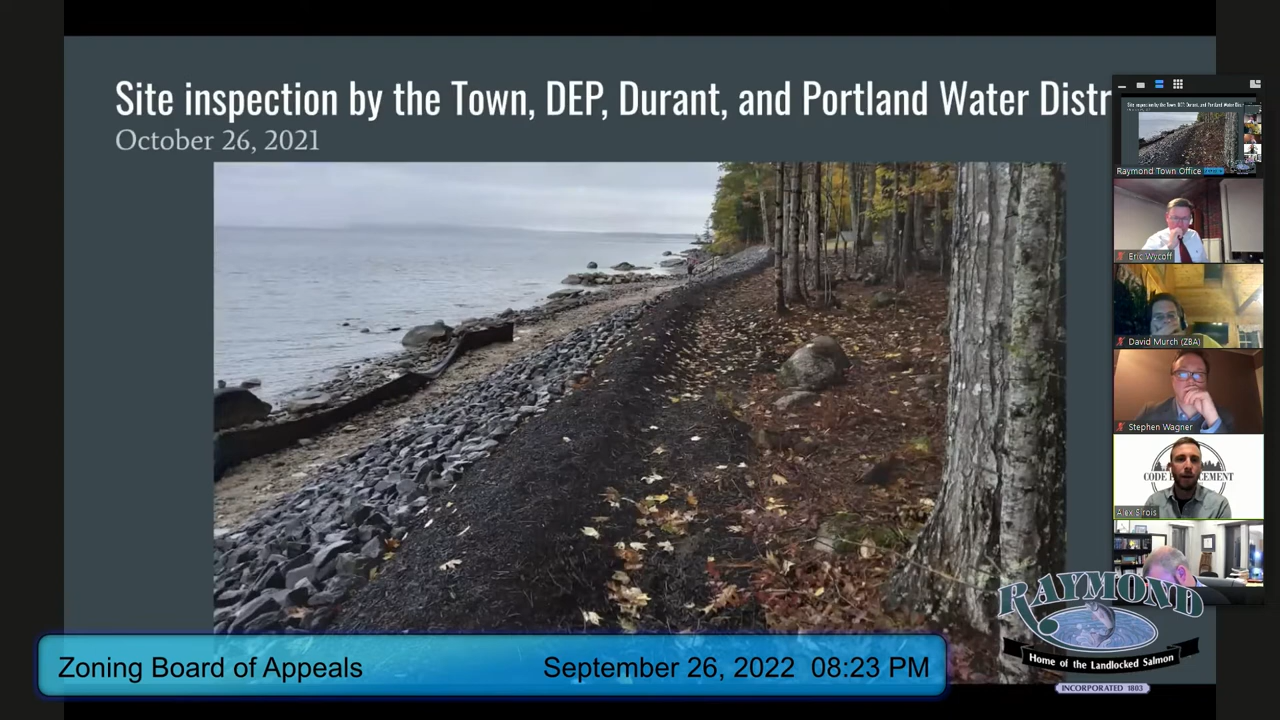 Site inspection by the Town, DEP, Durant, and Portland Water Distr
October 26, 2021
Raymond Town Office
Eric Wycoff
David Murch (ZBA)
Stephen Wagner
Alex Sirois
RAYMOND
Home of the Landlocked Salmon
INCORPORATED 1803
Zoning Board of Appeals
September 26, 2022 08:23 PM